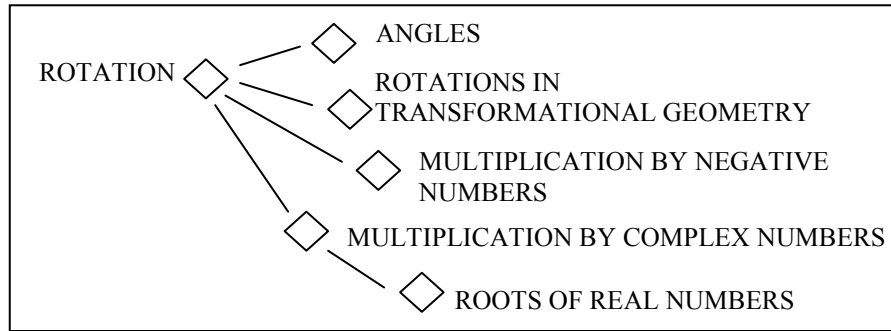 ANGLES
ROTATION
ROTATIONS IN
TRANSFORMATIONAL GEOMETRY
MULTIPLICATION BY NEGATIVE
NUMBERS
MULTIPLICATION BY COMPLEX NUMBERS
ROOTS OF REAL NUMBERS